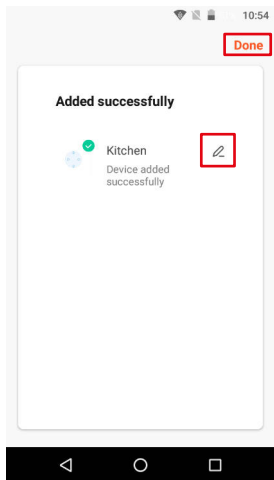 10:54
Done
Added successfully
Kitchen
Device added
successfully